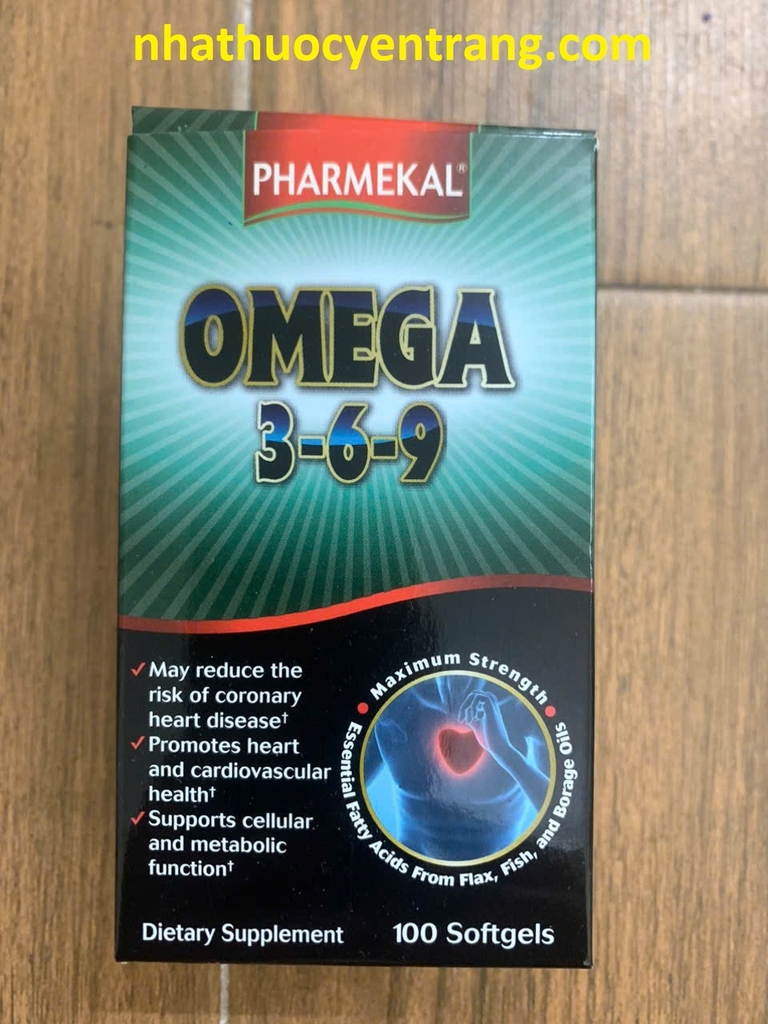 nhathuocyentrang.com
PHARMEKAL®
OMEGA
3-6-9
✓May reduce the
risk of coronary
heart disease†
✓Promotes heart
and cardiovascular
health†
✓Supports cellular
and metabolic
function†
• Maximum Strength •
Essential Fatty Acids From Flax, Fish, and Borage Oils
Dietary Supplement
100 Softgels